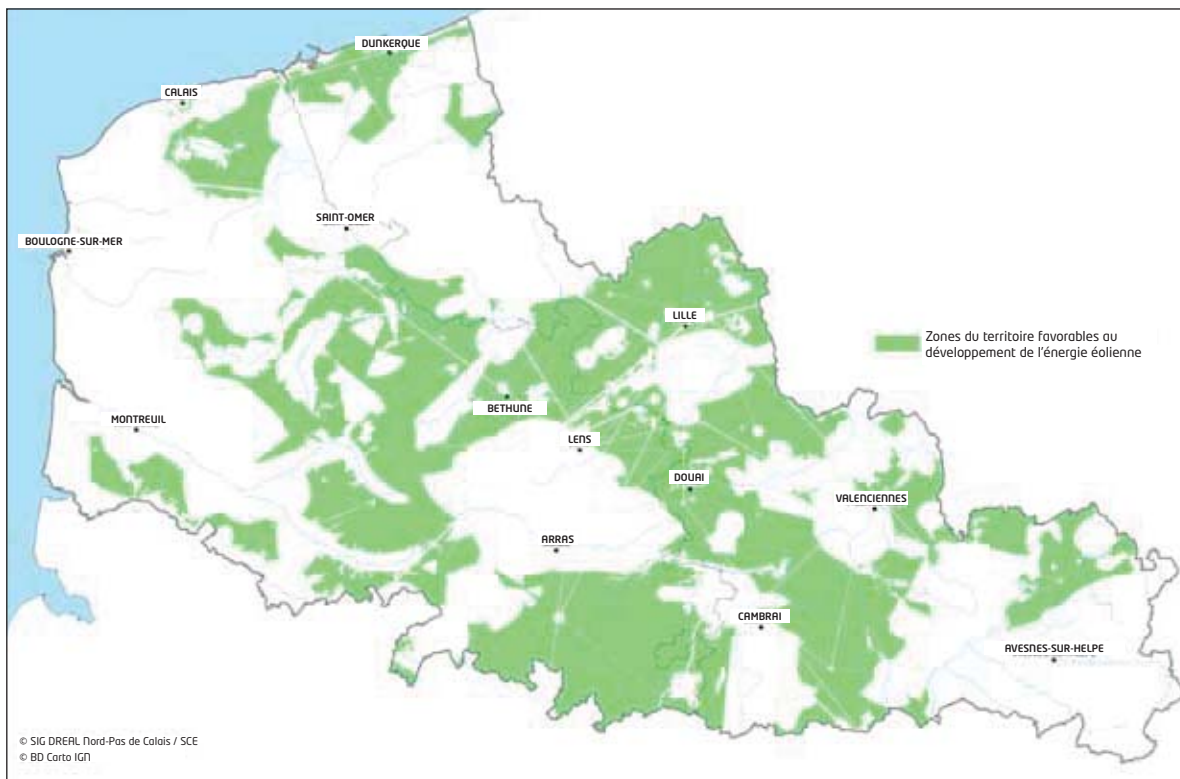 DUNKERQUE
CALAIS
SAINT-OMER
BOULOGNE-SUR-MER
LILLE
Zones du territoire favorables au
développement de l'énergie éolienne
BETHUNE
MONTREUIL
LENS
DOUAI
VALENCIENNES
ARRAS
CAMBRAI
AVESNES-SUR-HELPE
© SIG DREAL Nord-Pas de Calais / SCE
© BD Carto IGN